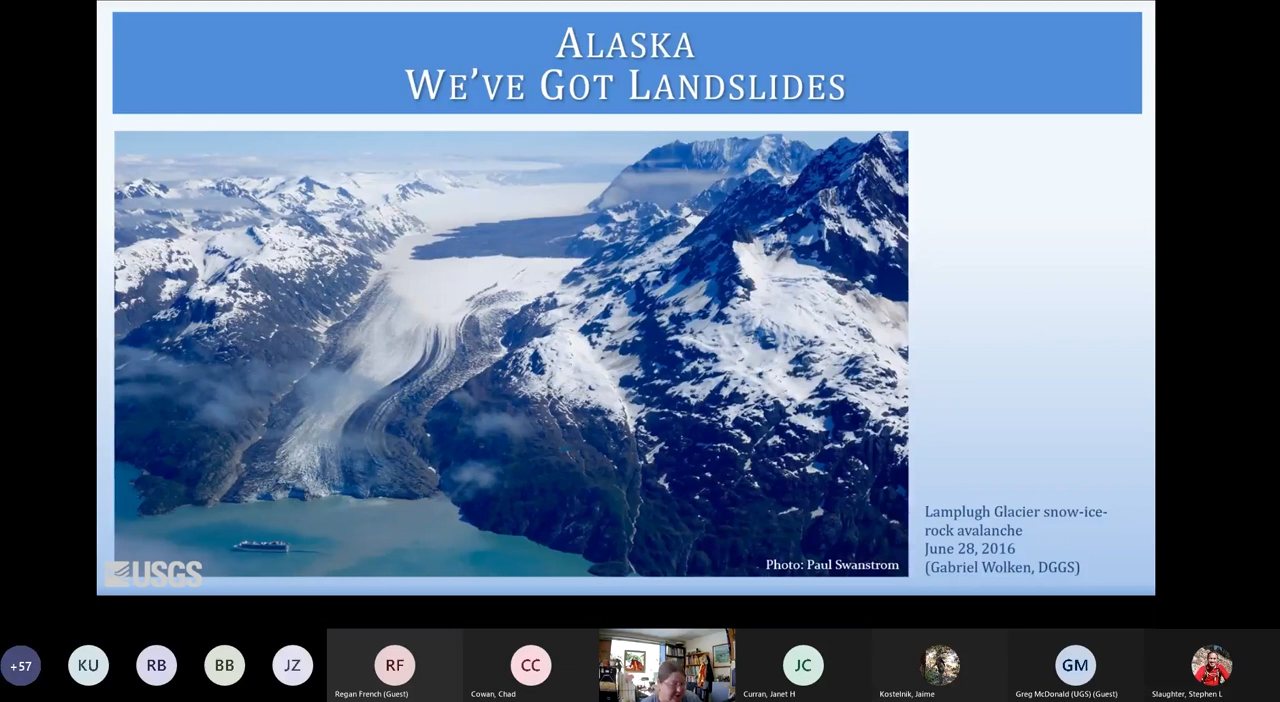 ALASKA
WE'VE GOT LANDSLIDES
Lamplugh Glacier snow-ice-
rock avalanche
June 28, 2016
(Gabriel Wolken, DGGS)
Photo: Paul Swanstrom
USGS
+57
KU
RB
BB
JZ
RF
Regan French (Guest)
CC
Cowan, Chad
JC
Curran, Janet H
Kostelnik, Jaime
GM
Greg McDonald (UGS) (Guest)
Slaughter, Stephen L